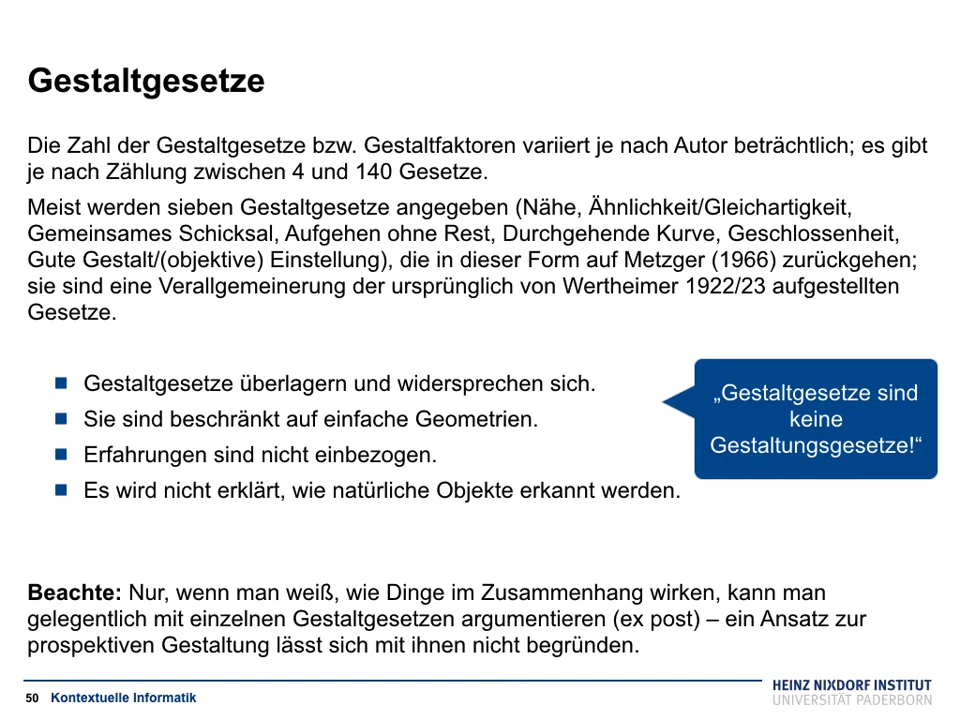 Gestaltgesetze
Die Zahl der Gestaltgesetze bzw. Gestaltfaktoren variiert je nach Autor beträchtlich; es gibt
je nach Zählung zwischen 4 und 140 Gesetze.
Meist werden sieben Gestaltgesetze angegeben (Nähe, Ähnlichkeit/Gleichartigkeit,
Gemeinsames Schicksal, Aufgehen ohne Rest, Durchgehende Kurve, Geschlossenheit,
Gute Gestalt/(objektive) Einstellung), die in dieser Form auf Metzger (1966) zurückgehen;
sie sind eine Verallgemeinerung der ursprünglich von Wertheimer 1922/23 aufgestellten
Gesetze.
Gestaltgesetze überlagern und widersprechen sich.
Sie sind beschränkt auf einfache Geometrien.
Erfahrungen sind nicht einbezogen.
Es wird nicht erklärt, wie natürliche Objekte erkannt werden.
„Gestaltgesetze sind
keine
Gestaltungsgesetze!“
Beachte: Nur, wenn man weiß, wie Dinge im Zusammenhang wirken, kann man
gelegentlich mit einzelnen Gestaltgesetzen argumentieren (ex post) – ein Ansatz zur
prospektiven Gestaltung lässt sich mit ihnen nicht begründen.
50 Kontextuelle Informatik
HEINZ NIXDORF INSTITUT
UNIVERSITÄT PADERBORN